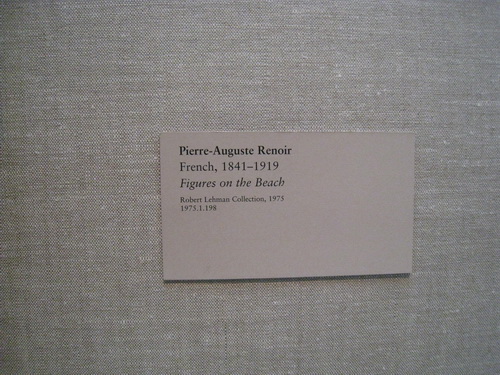 Pierre-Auguste Renoir
French, 1841–1919
Figures on the Beach
Robert Lehman Collection, 1975
1975.1.198